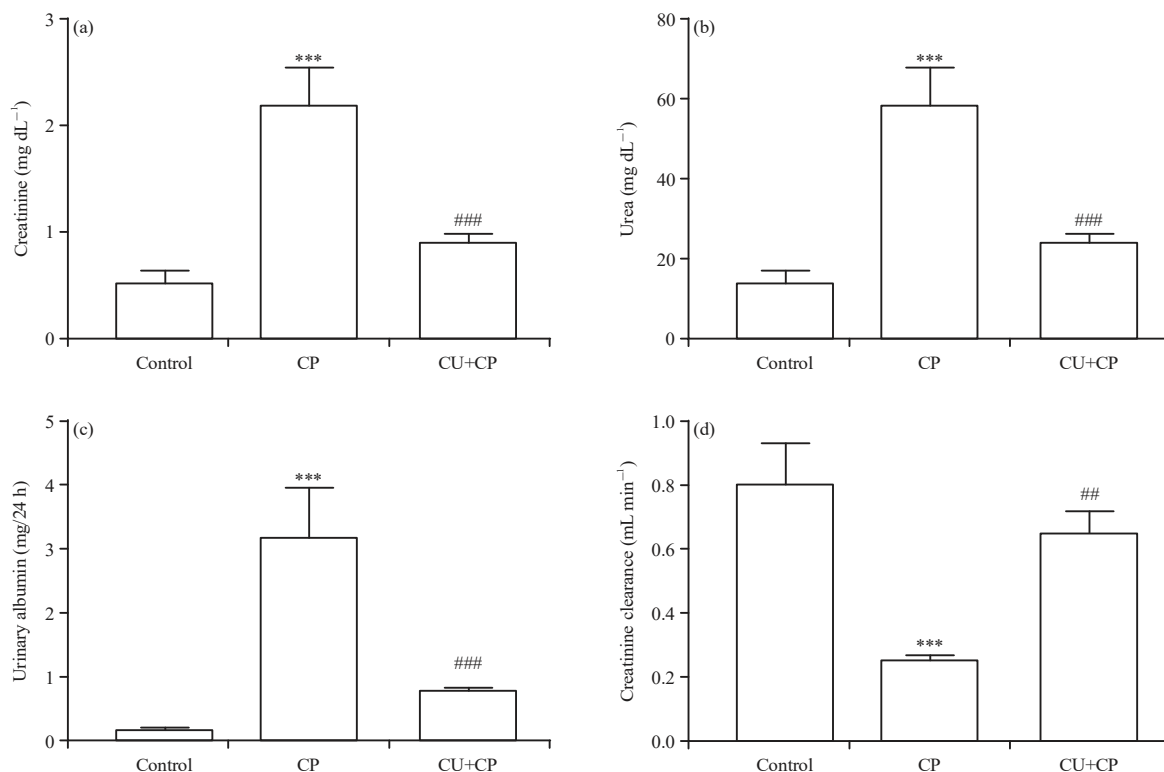 (a)
Creatinine (mg dL⁻¹)
3
2
1
0
***
###
Control
CP
CU+CP
(b)
Urea (mg dL⁻¹)
80
60
40
20
0
***
###
Control
CP
CU+CP
(c)
Urinary albumin (mg/24 h)
5
4
3
2
1
0
***
###
Control
CP
CU+CP
(d)
Creatinine clearance (mL min⁻¹)
1.0
0.8
0.6
0.4
0.2
0.0
***
##
Control
CP
CU+CP